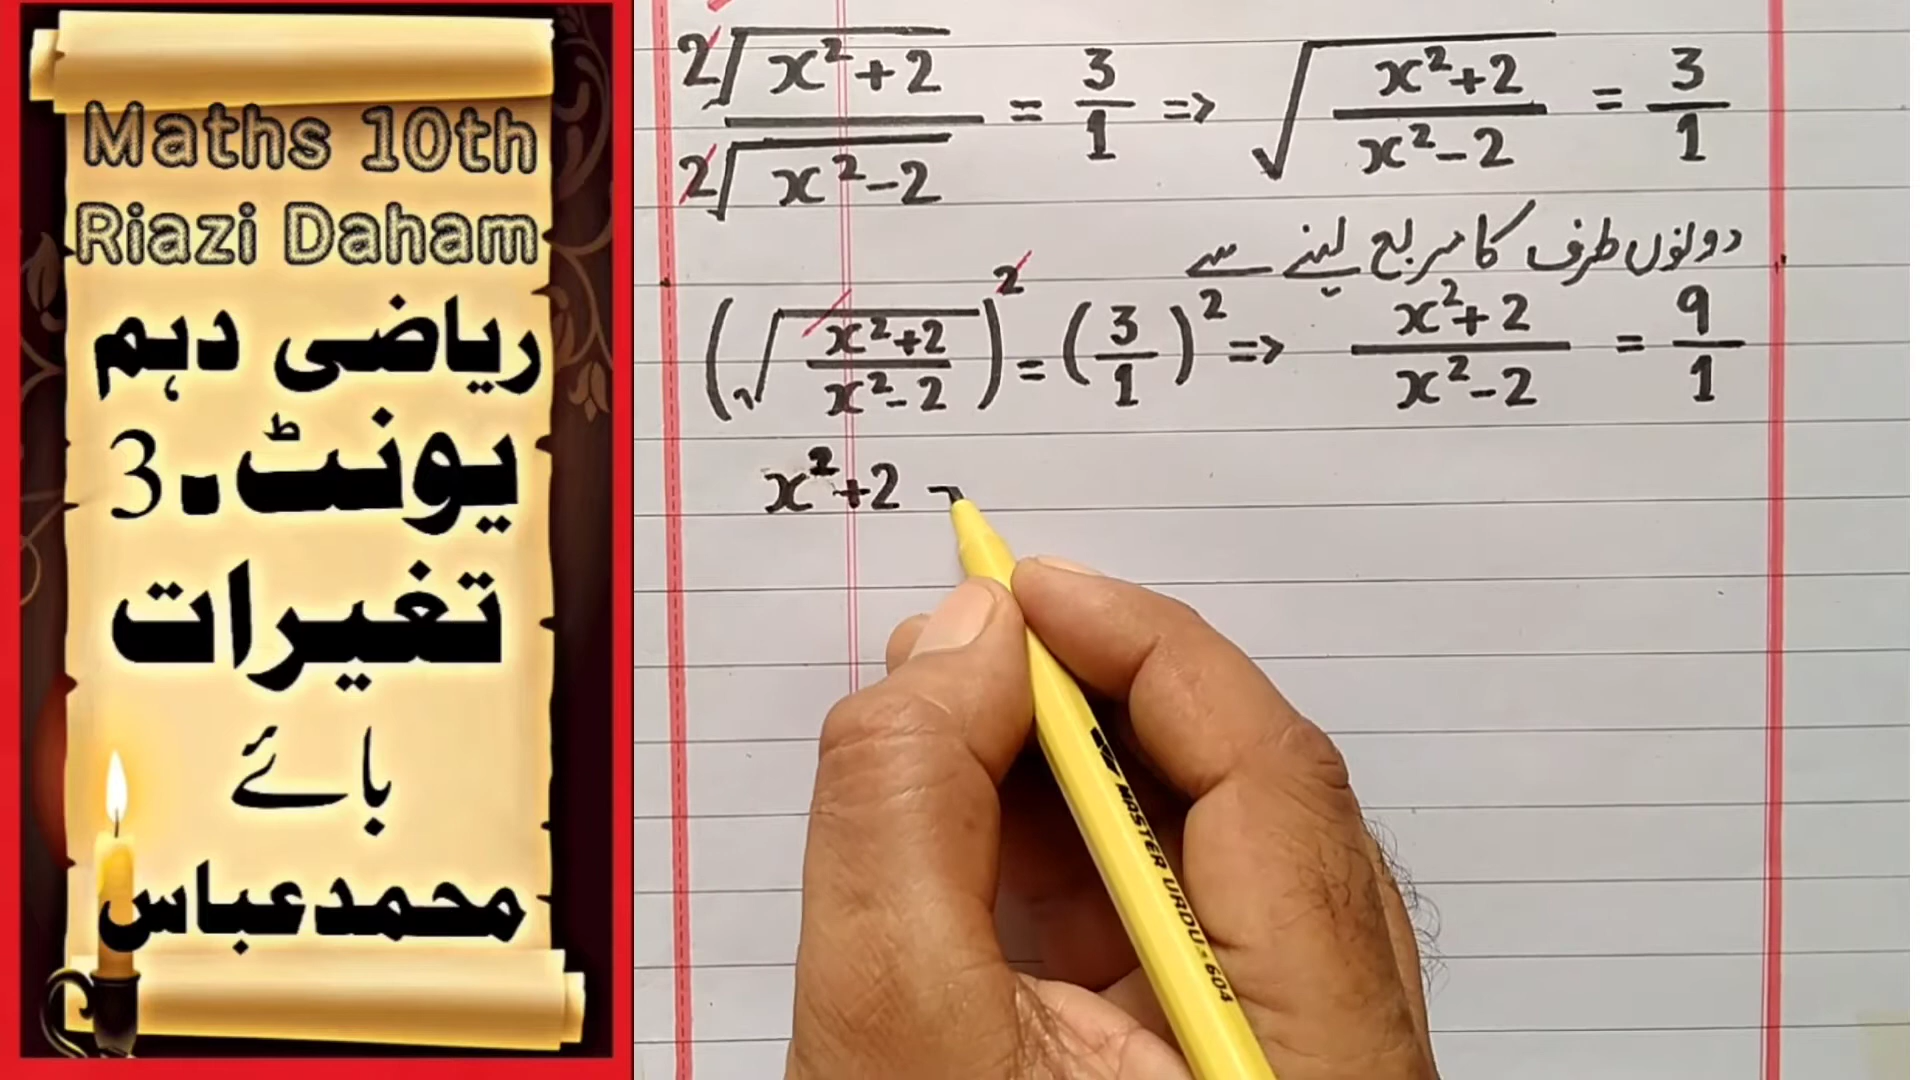 Maths 10th
Riazi Daham
ریاضی دہم
یونٹ.3
تغیرات
بائے
محمد عباس
2√x²+2 / 2√x²-2 = 3/1 => √(x²+2 / x²-2) = 3/1
دونوں طرف کا مربع لینے سے
(√(x²+2 / x²-2))² = (3/1)² => x²+2 / x²-2 = 9/1
x²+2 -
MASTER URDU-604